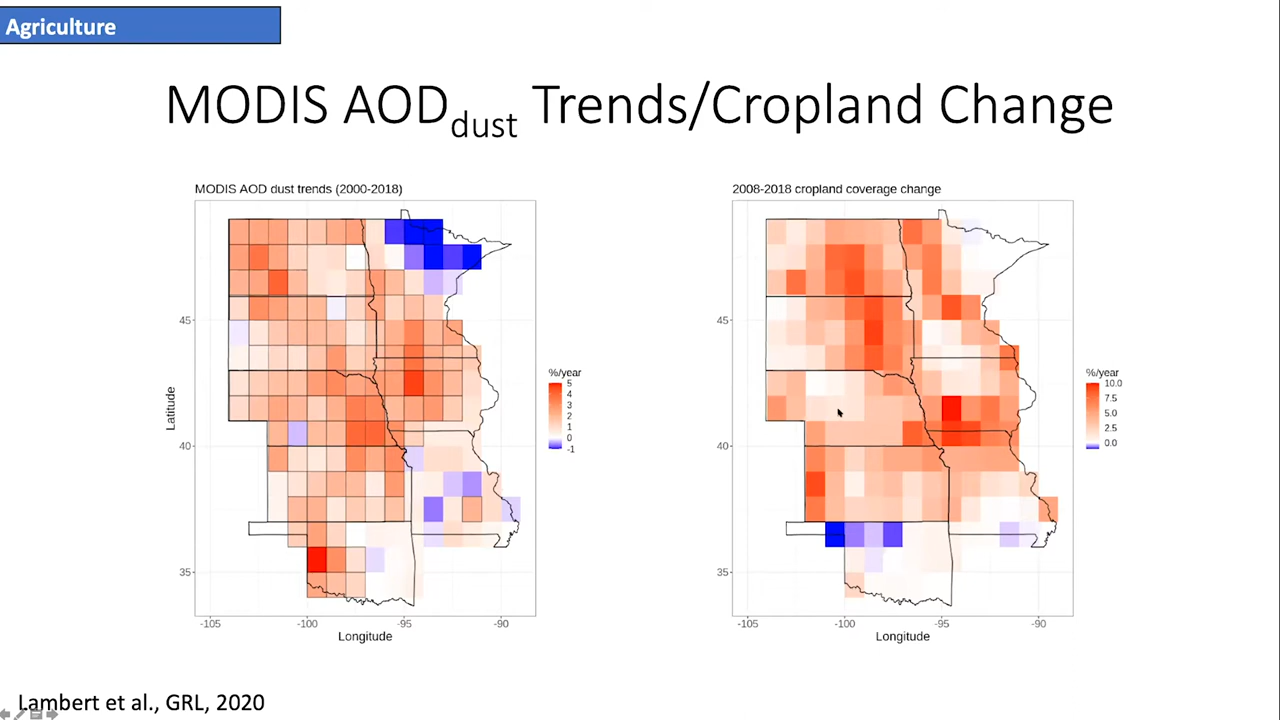 Agriculture
MODIS AODdust Trends/Cropland Change
MODIS AOD dust trends (2000-2018)
45
40
35
Latitude
-105
-100
-95
-90
Longitude
%/year
5
4
3
2
1
0
-1
2008-2018 cropland coverage change
45
40
35
-105
-100
-95
-90
Longitude
%/year
10.0
7.5
5.0
2.5
0.0
Lambert et al., GRL, 2020